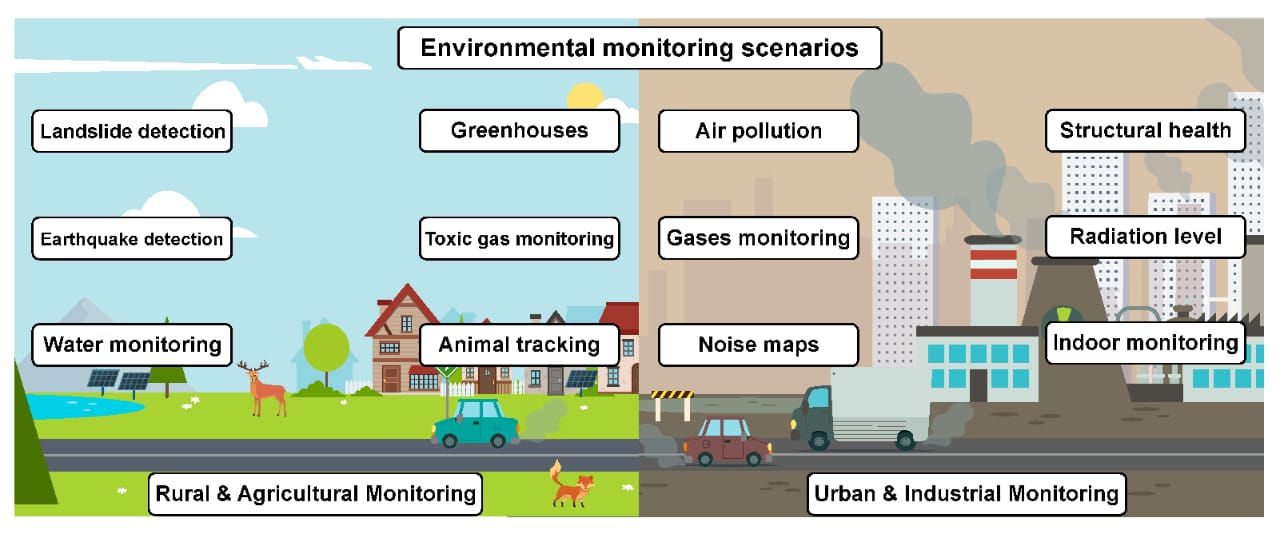 Environmental monitoring scenarios
Landslide detection
Greenhouses
Air pollution
Structural health
Earthquake detection
Toxic gas monitoring
Gases monitoring
Radiation level
Water monitoring
Animal tracking
Noise maps
Indoor monitoring
Rural & Agricultural Monitoring
Urban & Industrial Monitoring